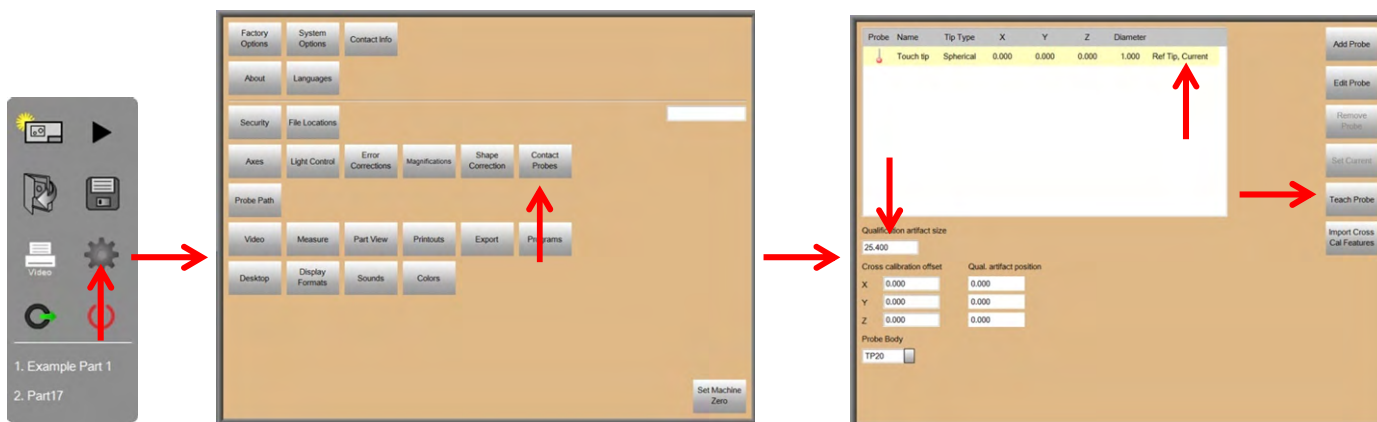 Video
1. Example Part 1
2. Part17
Factory Options
System Options
Contact Info
About
Languages
Security
File Locations
Axes
Light Control
Error Corrections
Magnifications
Shape Correction
Contact Probes
Probe Path
Video
Measure
Part View
Printouts
Export
Programs
Desktop
Display Formats
Sounds
Colors
Set Machine Zero
Probe Name Tip Type X Y Z Diameter
Touch tip Spherical 0.000 0.000 0.000 1.000 Ref Tip, Current
Qualification artifact size
25.400
Cross calibration offset Qual. artifact position
X 0.000 0.000
Y 0.000 0.000
Z 0.000 0.000
Probe Body
TP20
Add Probe
Edit Probe
Remove Probe
Set Current
Teach Probe
Import Cross Cal Features